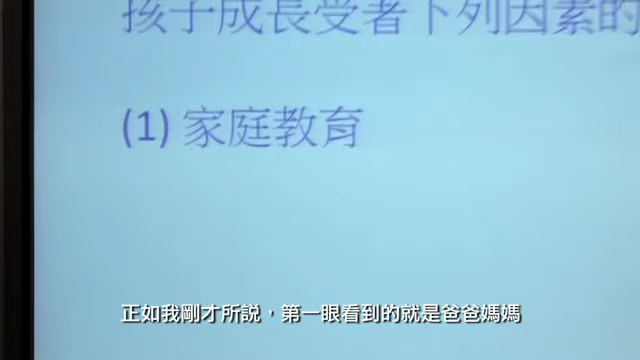 孩子成長受著下列因素的
(1) 家庭教育
正如我剛才所說，第一眼看到的就是爸爸媽媽